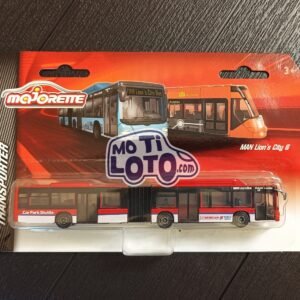 majorette
MAN Lion's City G
MO
TI
LOTO.com
TRANSPORTER
Car Park Shuttle
3+